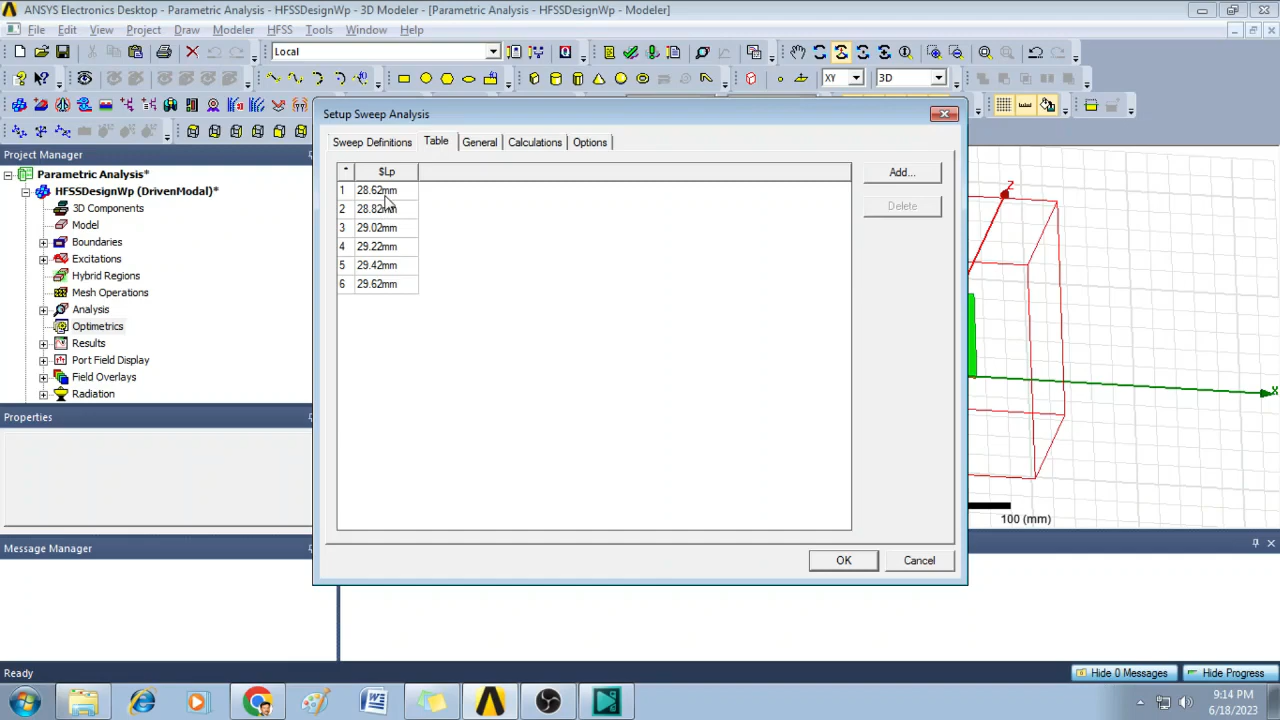 ANSYS Electronics Desktop - Parametric Analysis - HFSSDesignWp - 3D Modeler - [Parametric Analysis - HFSSDesignWp - Modeler]
File Edit View Project Draw Modeler HFSS Tools Window Help
Local
XY
3D
Project Manager
Parametric Analysis*
HFSSDesignWp (DrivenModal)*
3D Components
Model
Boundaries
Excitations
Hybrid Regions
Mesh Operations
Analysis
Optimetrics
Results
Port Field Display
Field Overlays
Radiation
Properties
Message Manager
Setup Sweep Analysis
Sweep Definitions Table General Calculations Options
* $Lp
1 28.62mm
2 28.82mm
3 29.02mm
4 29.22mm
5 29.42mm
6 29.62mm
Add...
Delete
OK Cancel
Z
X
100 (mm)
Ready
Hide 0 Messages Hide Progress
9:14 PM
6/18/2023